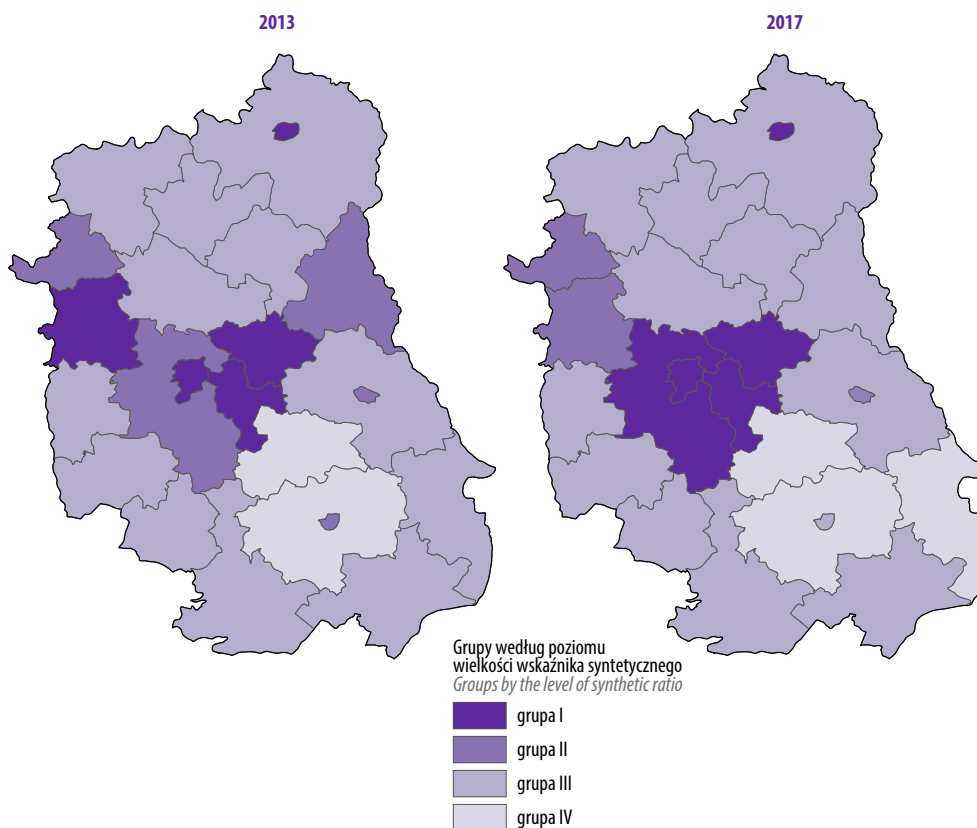 2013
2017
Grupy według poziomu
wielkości wskaźnika syntetycznego
Groups by the level of synthetic ratio
grupa I
grupa II
grupa III
grupa IV